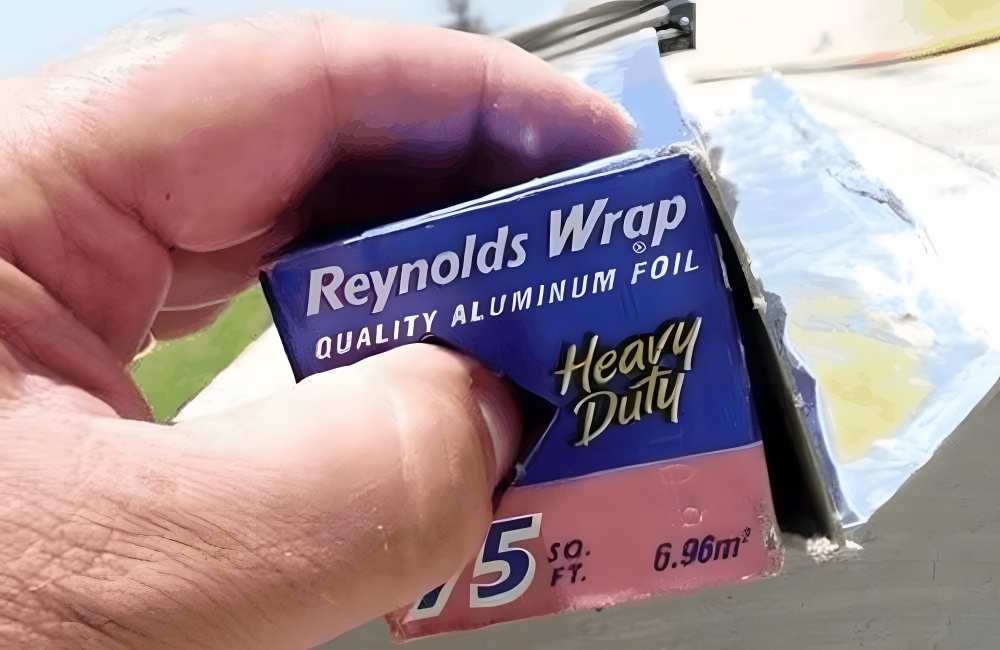 Reynolds Wrap
QUALITY ALUMINUM FOIL
Heavy
Duty
75 SQ. FT.
6.96m²